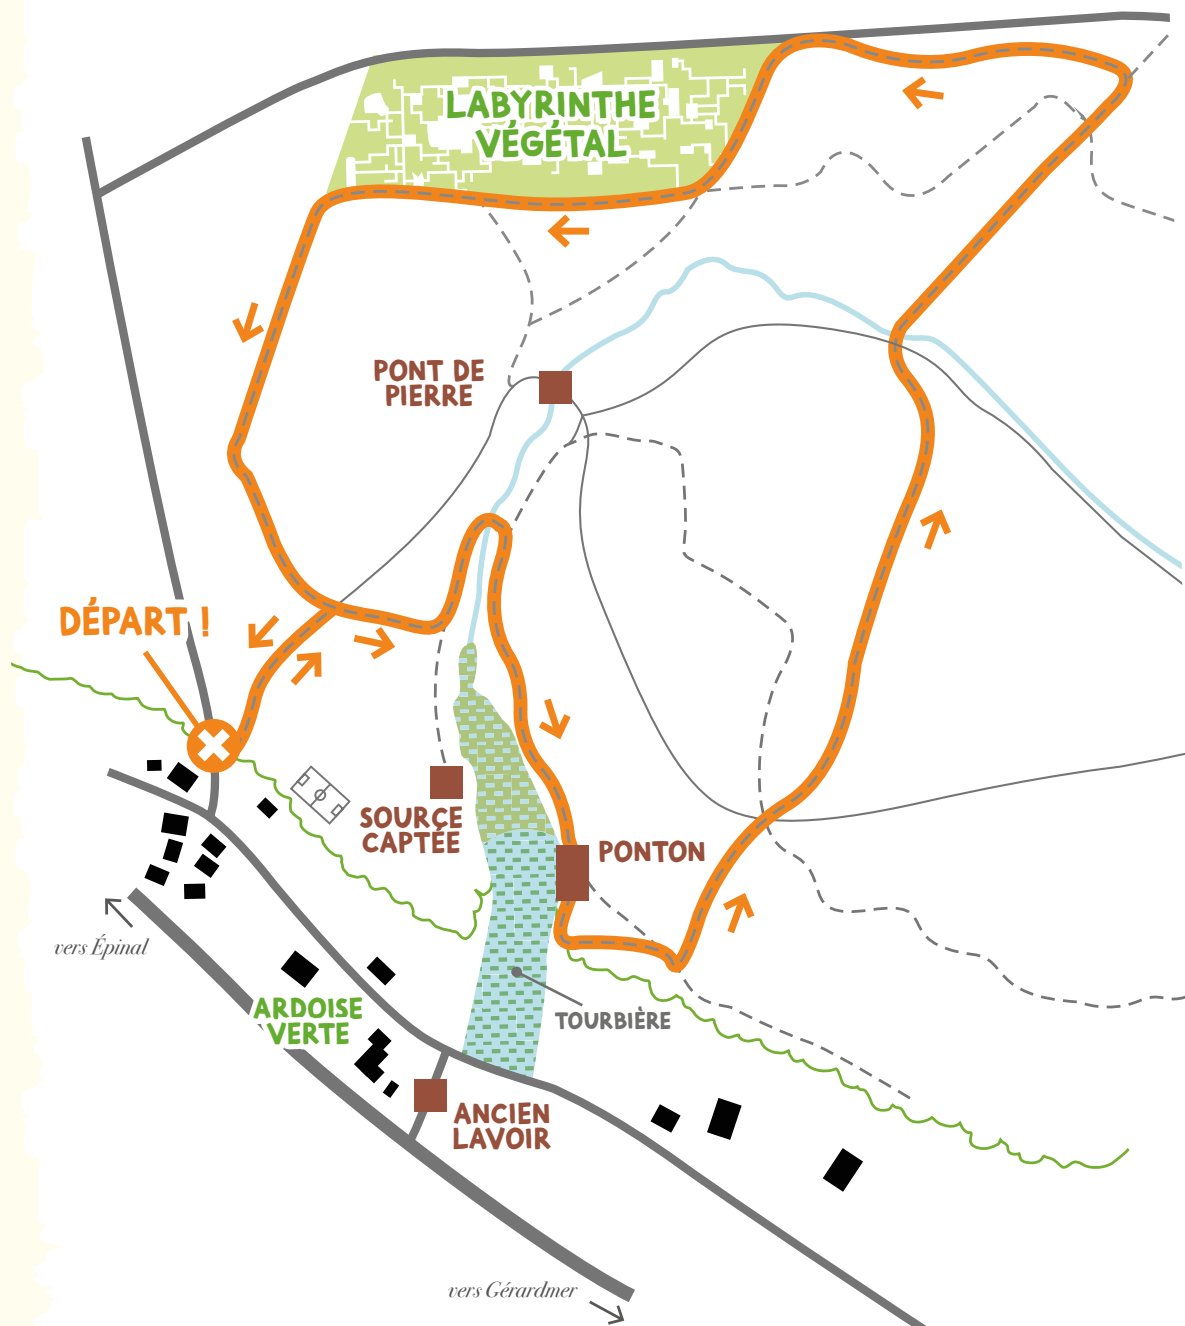 LABYRINTHE
VÉGÉTAL
PONT DE
PIERRE
DÉPART !
SOURCE
CAPTÉE
PONTON
vers Épinal
ARDOISE
VERTE
TOURBIÈRE
ANCIEN
LAVOIR
vers Gérardmer